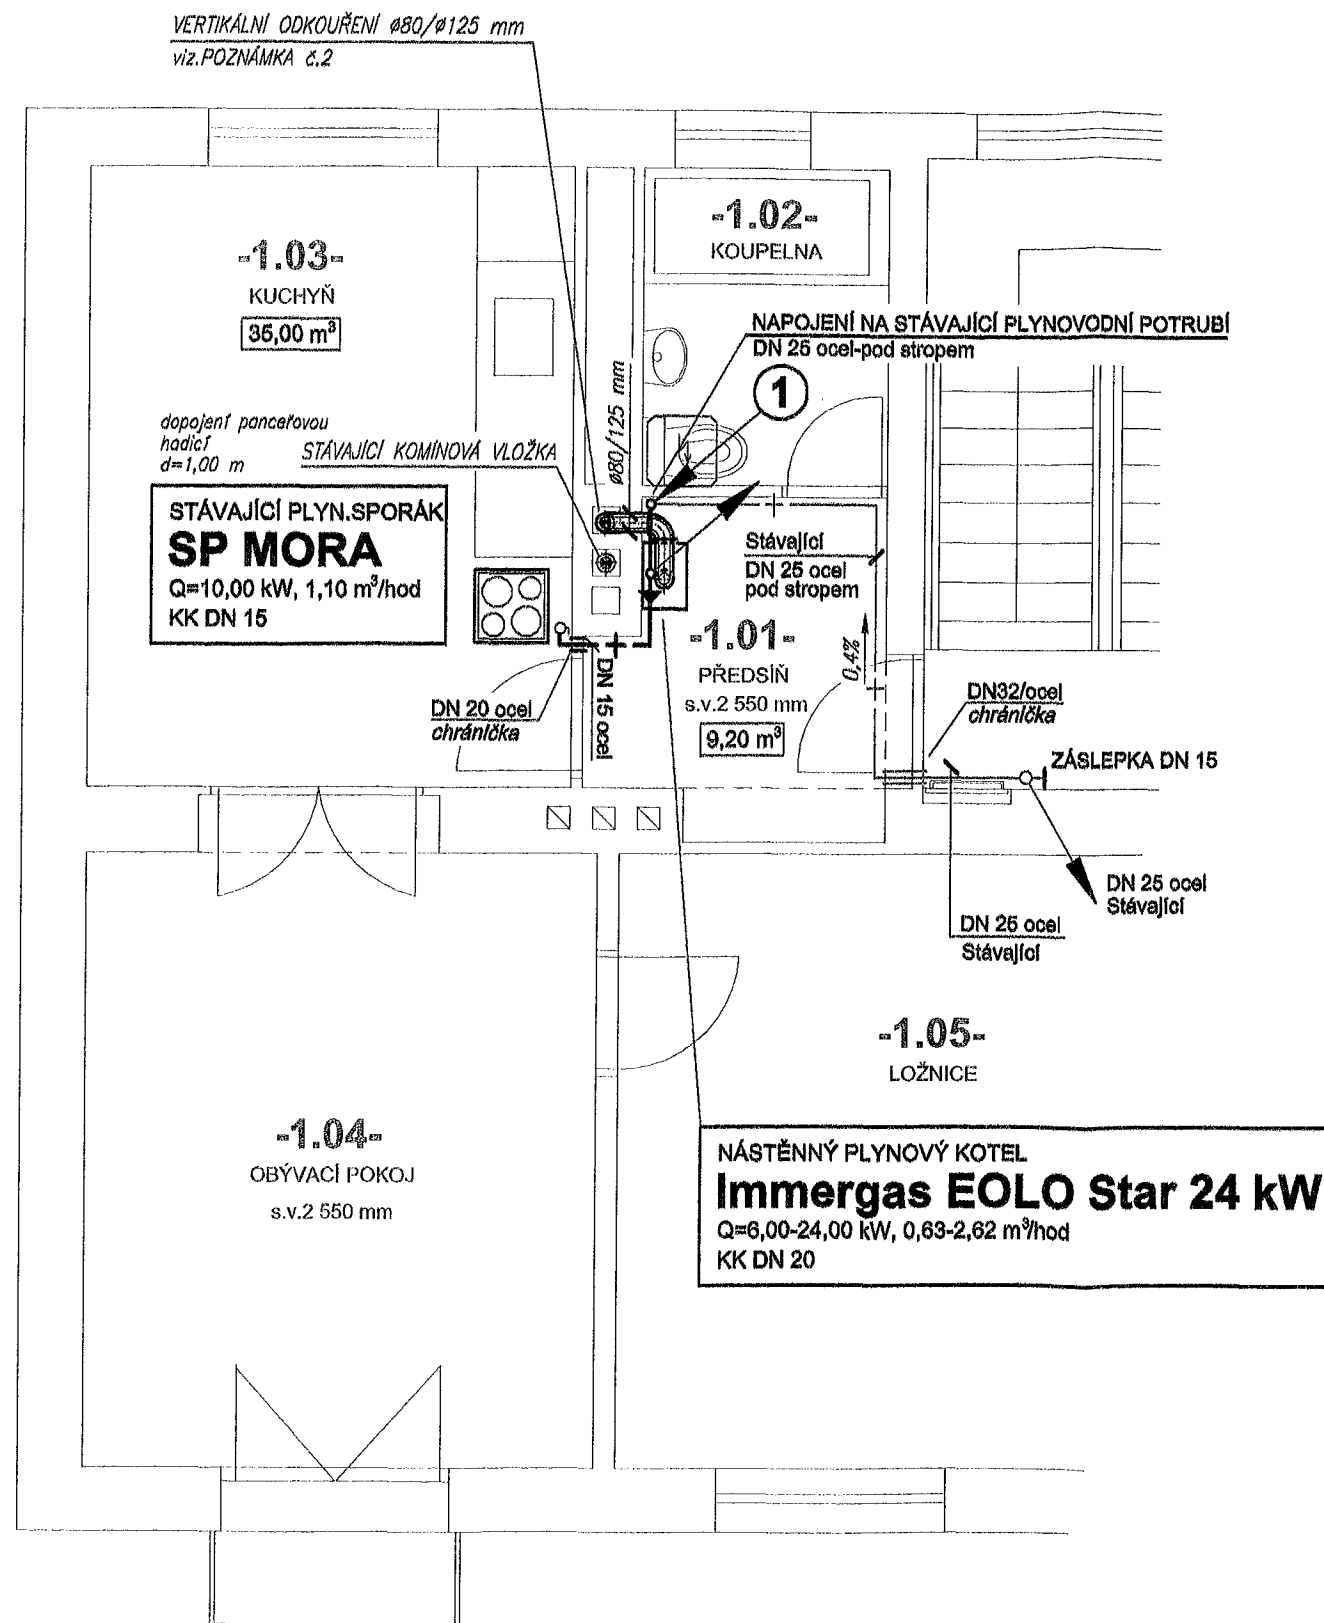 VERTIKÁLNÍ ODKOUŘENÍ ø80/ø125 mm
viz.POZNÁMKA č.2
-1.03-
KUCHYŇ
35,00 m³
-1.02-
KOUPELNA
NAPOJENÍ NA STÁVAJÍCÍ PLYNOVODNÍ POTRUBÍ
DN 25 ocel-pod stropem
1
ø80/125 mm
dopojení pancéřovou
hadicí
d=1,00 m
STÁVAJÍCÍ KOMÍNOVÁ VLOŽKA
STÁVAJÍCÍ PLYN.SPORÁK
SP MORA
Q=10,00 kW, 1,10 m³/hod
KK DN 15
Stávající
DN 25 ocel
pod stropem
-1.01-
PŘEDSÍŇ
s.v.2 550 mm
9,20 m³
0,4%
DN 20 ocel
chránička
DN 15 ocel
DN32/ocel
chránička
ZÁSLEPKA DN 15
DN 25 ocel
Stávající
DN 25 ocel
Stávající
-1.05-
LOŽNICE
-1.04-
OBÝVACÍ POKOJ
s.v.2 550 mm
NÁSTĚNNÝ PLYNOVÝ KOTEL
Immergas EOLO Star 24 kW
Q=6,00-24,00 kW, 0,63-2,62 m³/hod
KK DN 20